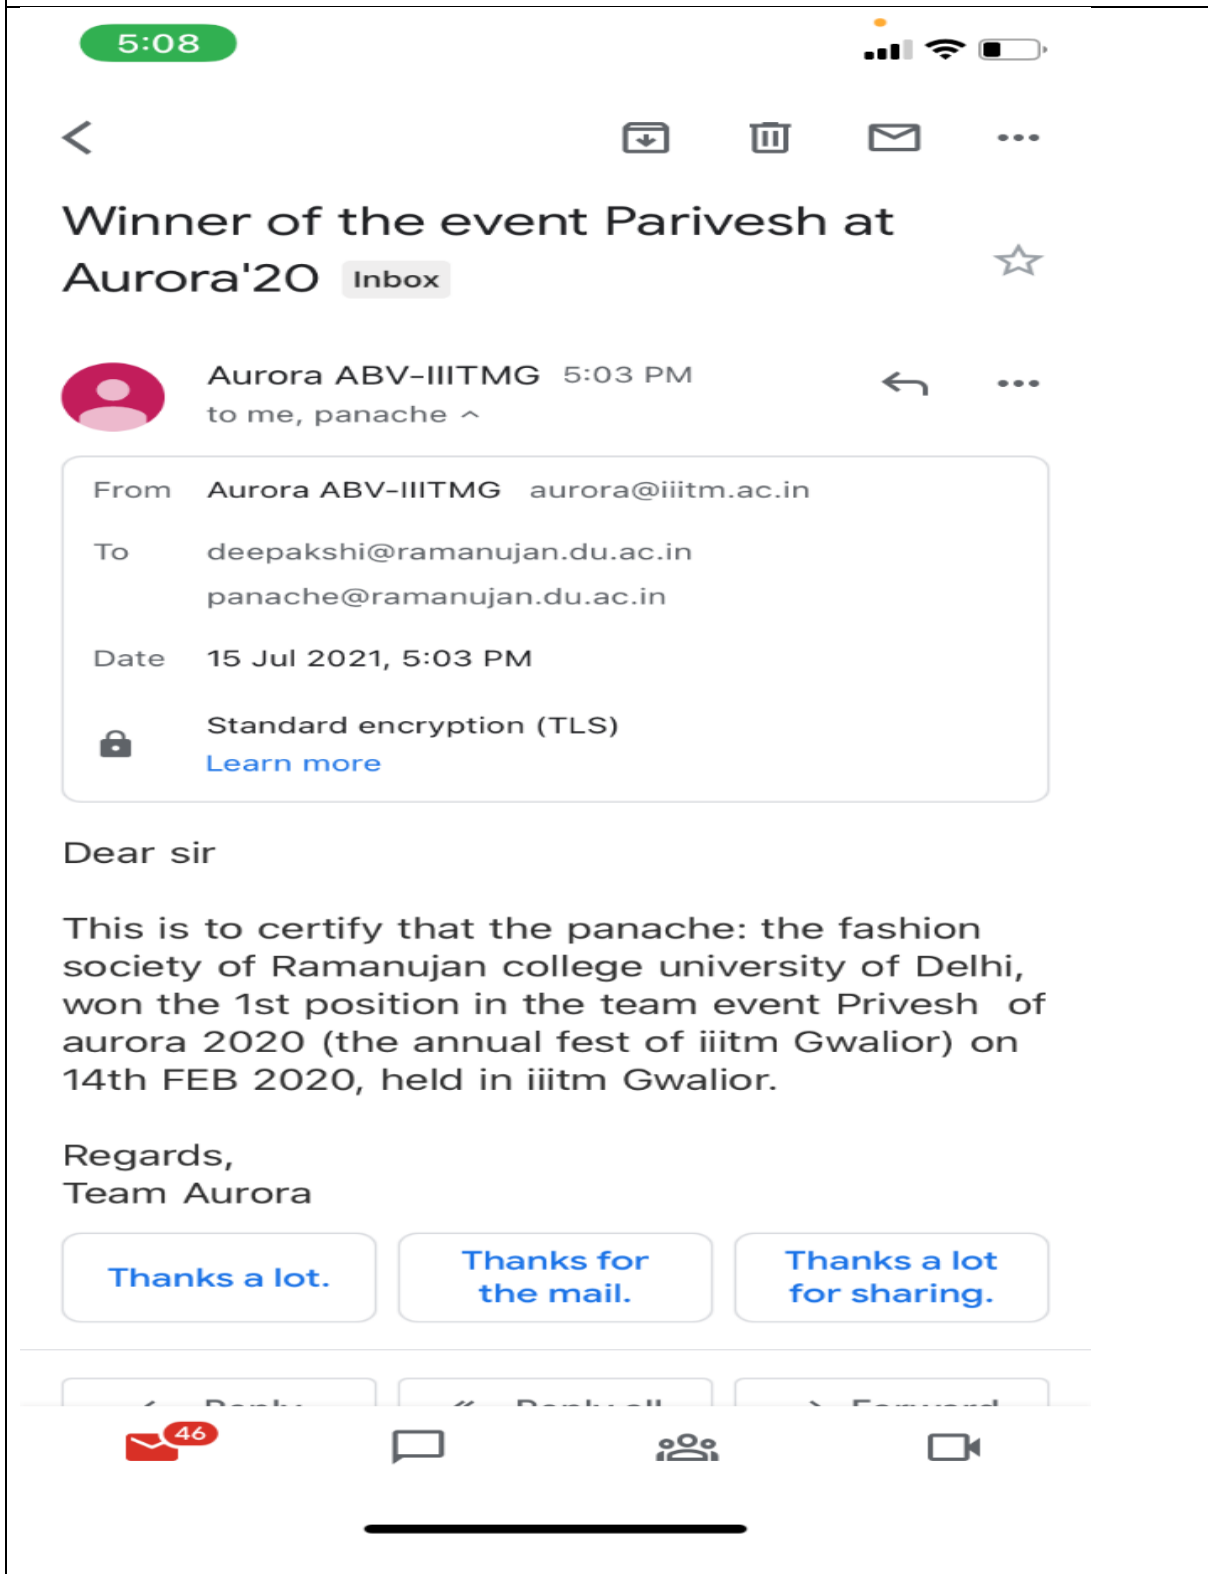 5:08
Winner of the event Parivesh at
Aurora'20 Inbox
Aurora ABV-IIITMG 5:03 PM
to me, panache
From Aurora ABV-IIITMG aurora@iiitm.ac.in
To deepakshi@ramanujan.du.ac.in
panache@ramanujan.du.ac.in
Date 15 Jul 2021, 5:03 PM
Standard encryption (TLS)
Learn more
Dear sir
This is to certify that the panache: the fashion
society of Ramanujan college university of Delhi,
won the 1st position in the team event Privesh of
aurora 2020 (the annual fest of iiitm Gwalior) on
14th FEB 2020, held in iiitm Gwalior.
Regards,
Team Aurora
Thanks a lot.
Thanks for
the mail.
Thanks a lot
for sharing.
Reply Reply all Forward
46